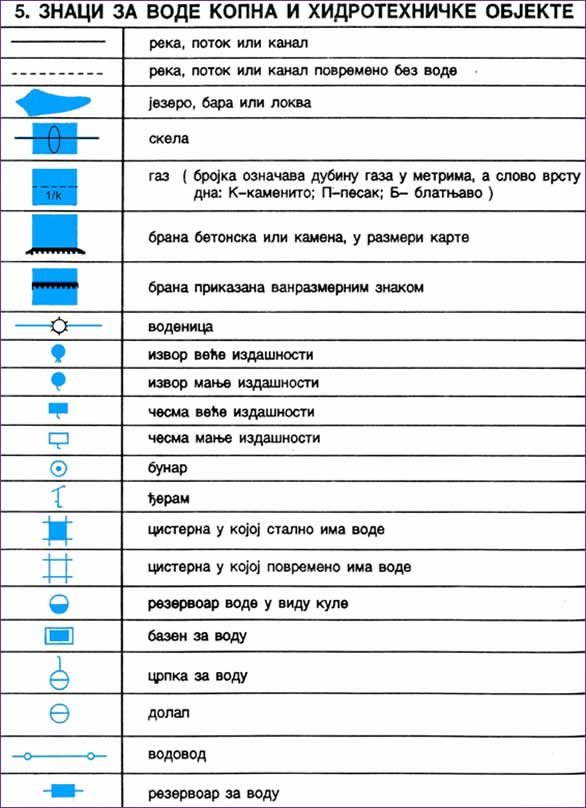 5. ЗНАЦИ ЗА ВОДЕ КОПНА И ХИДРОТЕХНИЧКЕ ОБЈЕКТЕ
река, поток или канал
река, поток или канал повремено без воде
језеро, бара или локва
скела
газ ( бројка означава дубину газа у метрима, а слово врсту
дна: К–каменито; П–песак; Б– блатњаво )
1/k
брана бетонска или камена, у размери карте
брана приказана ванразмерним знаком
воденица
извор веће издашности
извор мање издашности
чесма веће издашности
чесма мање издашности
бунар
ђерам
цистерна у којој стално има воде
цистерна у којој повремено има воде
резервоар воде у виду куле
базен за воду
црпка за воду
долап
водовод
резервоар за воду